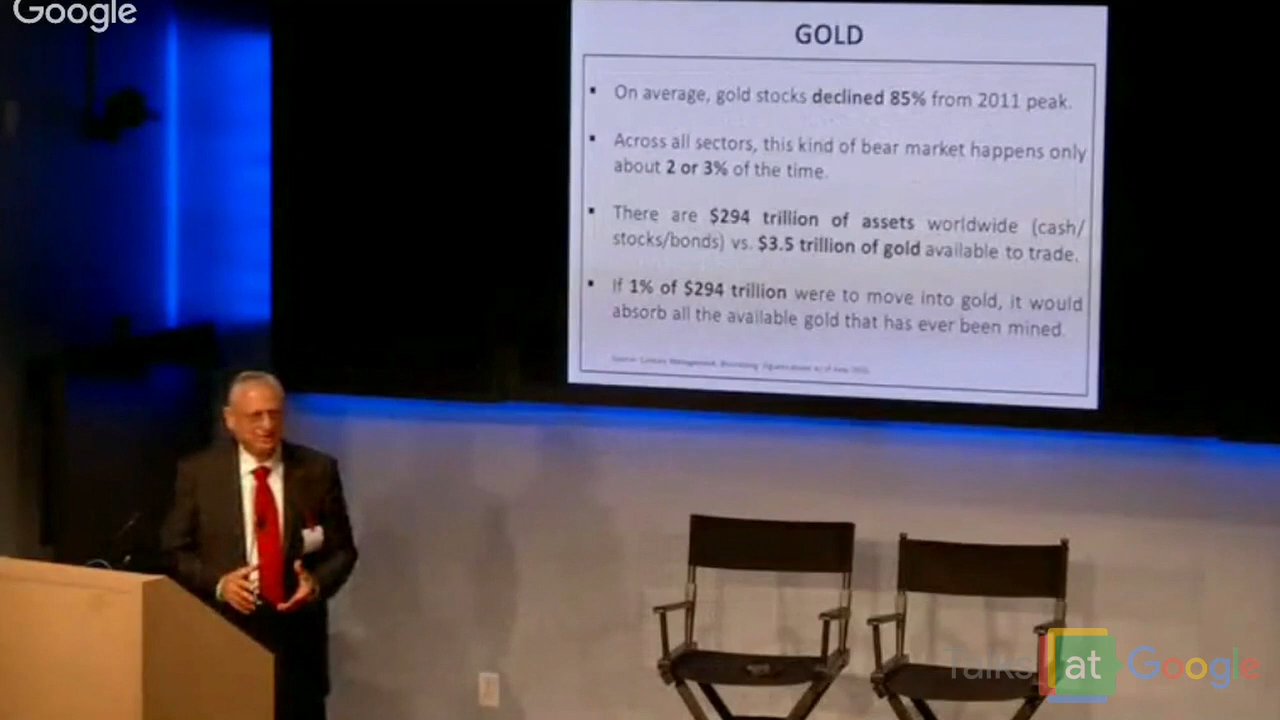 Google
GOLD
▪ On average, gold stocks declined 85% from 2011 peak.
▪ Across all sectors, this kind of bear market happens only
about 2 or 3% of the time.
▪ There are $294 trillion of assets worldwide (cash/
stocks/bonds) vs. $3.5 trillion of gold available to trade.
▪ If 1% of $294 trillion were to move into gold, it would
absorb all the available gold that has ever been mined.
Talks at Google